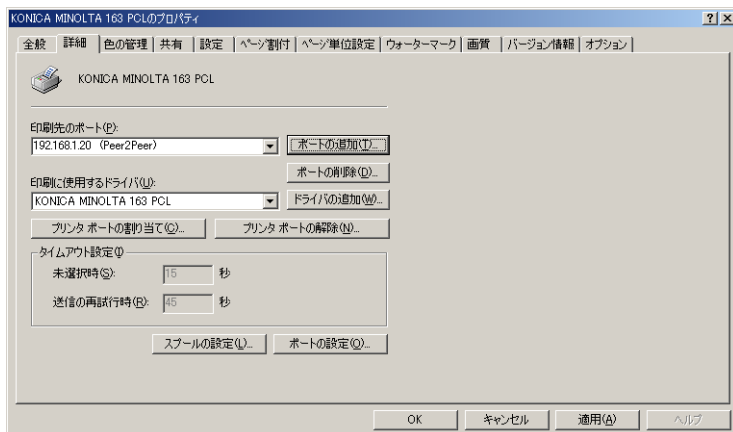 KONICA MINOLTA 163 PCLのプロパティ
全般 詳細 色の管理 共有 設定 ページ割付 ページ単位設定 ウォーターマーク 画質 バージョン情報 オプション
KONICA MINOLTA 163 PCL
印刷先のポート(P):
192.168.1.20 (Peer2Peer) ポートの追加(T)...
ポートの削除(D)...
印刷に使用するドライバ(U):
KONICA MINOLTA 163 PCL ドライバの追加(W)...
プリンタ ポートの割り当て(C)... プリンタ ポートの解除(N)...
タイムアウト設定(I)
未選択時(S): 15 秒
送信の再試行時(R): 45 秒
スプールの設定(L)... ポートの設定(O)...
OK キャンセル 適用(A) ヘルプ